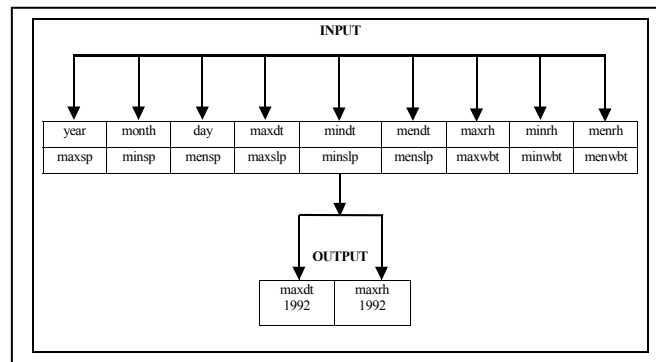 INPUT
year month day maxdt mindt mendt maxrh minrh menrh
maxsp minsp mensp maxslp minslp menslp maxwbt minwbt menwbt
OUTPUT
maxdt maxrh
1992 1992